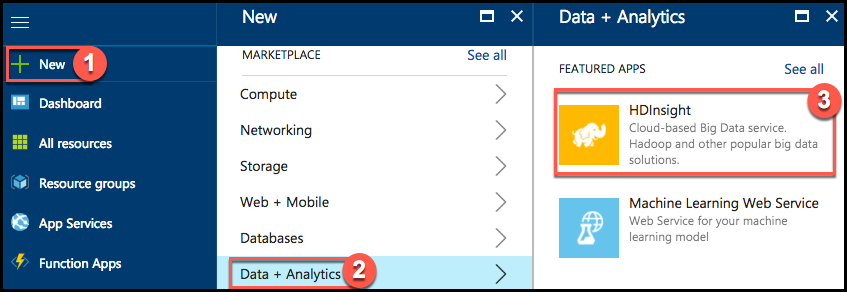 New
Data + Analytics
New
1
MARKETPLACE
See all
FEATURED APPS
See all
Dashboard
Compute
HDInsight
3
Cloud-based Big Data service.
Hadoop and other popular big data
solutions.
All resources
Networking
Storage
Resource groups
Web + Mobile
Machine Learning Web Service
Web Service for your machine
learning model
App Services
Databases
Function Apps
Data + Analytics
2